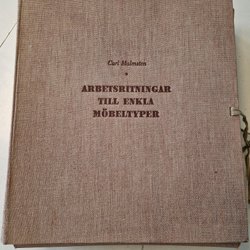 Carl Malmsten
*
ARBETSRITNINGAR
TILL ENKLA
MÖBELTYPER